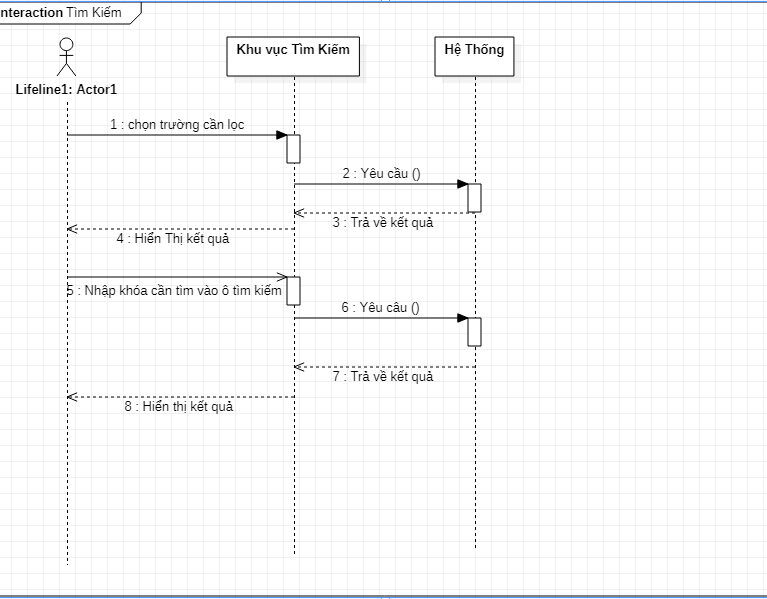 nteraction Tìm Kiếm
Khu vục Tìm Kiếm
Hệ Thống
Lifeline1: Actor1
1 : chọn trường cần lọc
2 : Yêu cầu ()
3 : Trả về kết quả
4 : Hiển Thị kết quả
5 : Nhập khóa cần tìm vào ô tìm kiếm
6 : Yêu câu ()
7 : Trả về kết quả
8 : Hiển thị kết quả